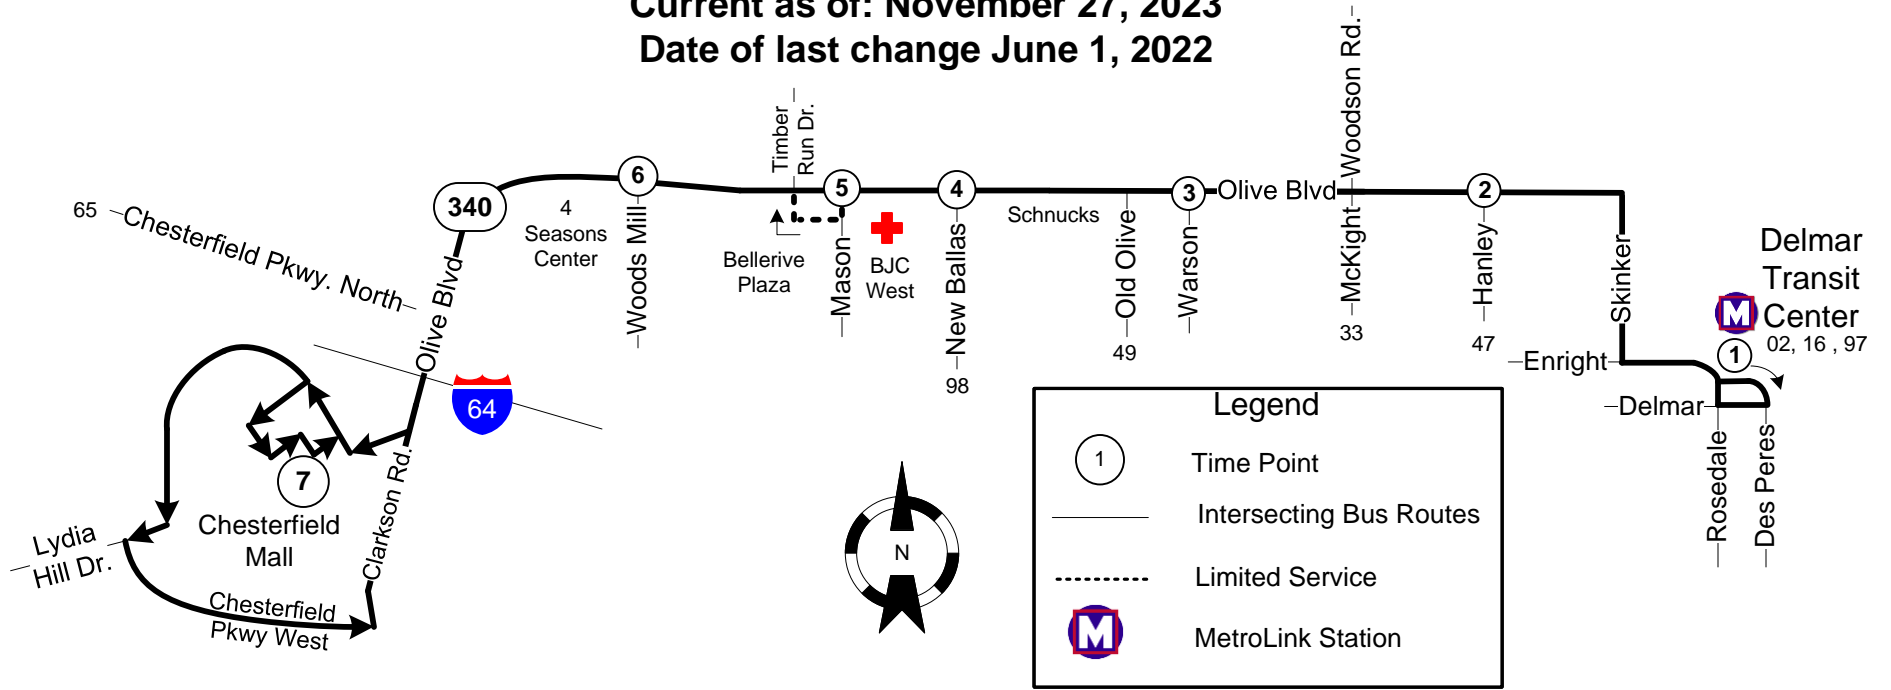 Current as of: November 27, 2023
Date of last change June 1, 2022
Woodson Rd.
Timber
Run Dr.
6
5
4
3
Olive Blvd
2
340
65
Chesterfield Pkwy. North
4
Seasons
Center
Woods Mill
Bellerive
Plaza
Mason
BJC
West
New Ballas
98
Schnucks
Old Olive
49
Warson
McKight
33
Hanley
47
Skinker
Delmar
Transit
Center
M
02, 16 , 97
1
Enright
Delmar
Rosedale
Des Peres
Olive Blvd
64
7
Chesterfield
Mall
Clarkson Rd.
Lydia
Hill Dr.
Chesterfield
Pkwy West
N
Legend
1
Time Point
Intersecting Bus Routes
Limited Service
M
MetroLink Station